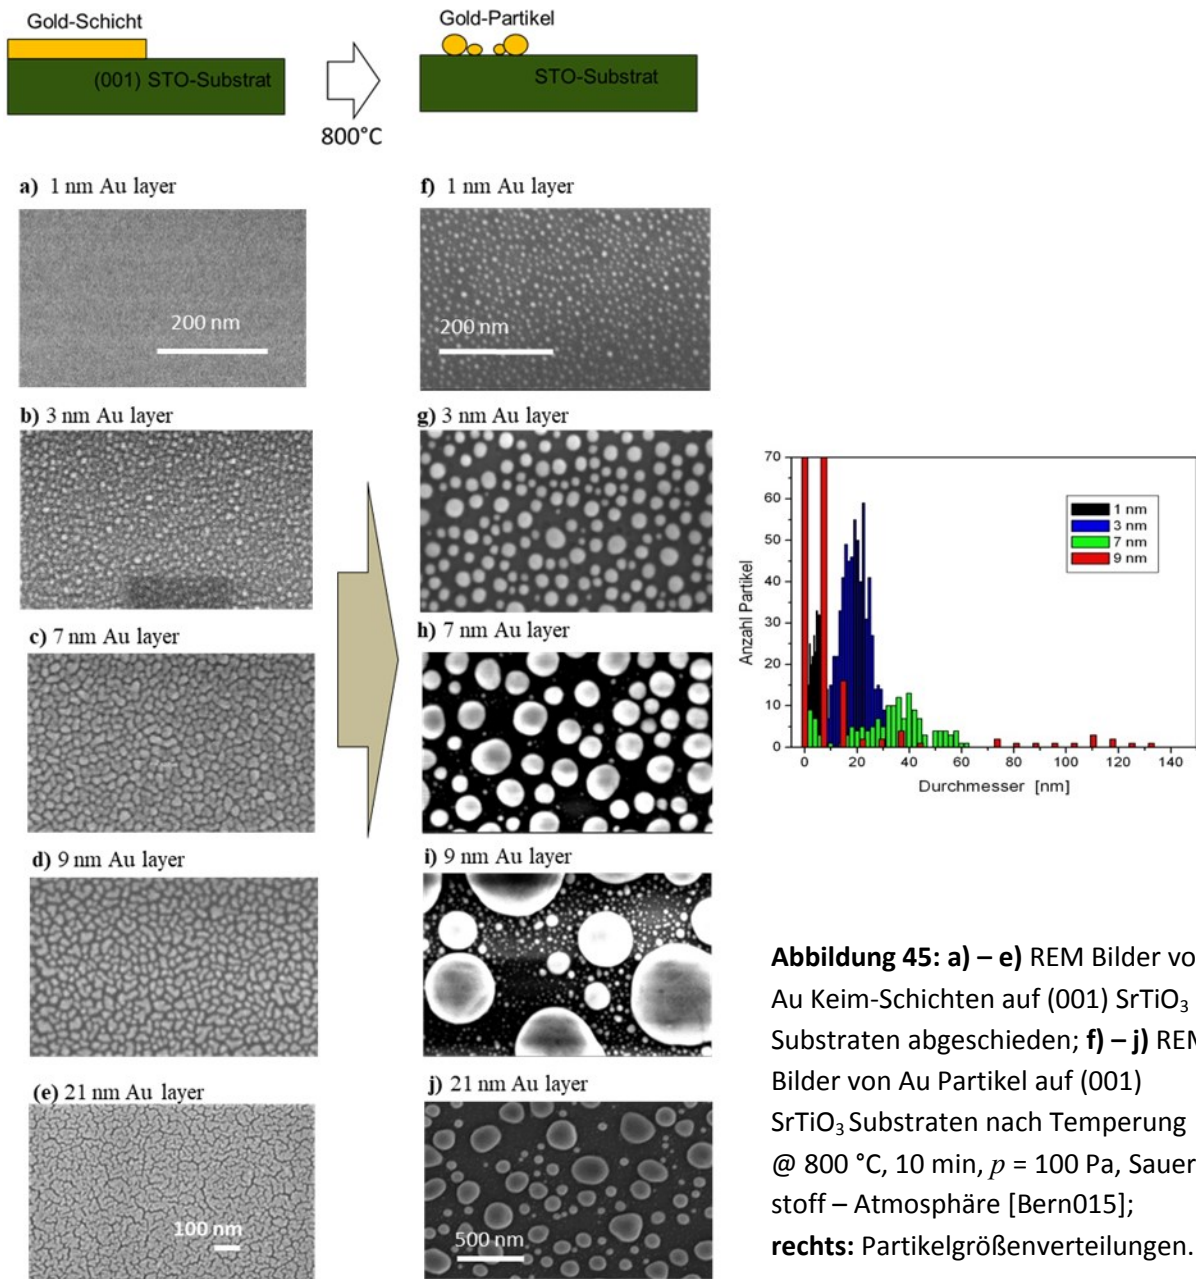 Gold-Schicht
(001) STO-Substrat
800°C
Gold-Partikel
STO-Substrat
a) 1 nm Au layer
200 nm
f) 1 nm Au layer
200 nm
b) 3 nm Au layer
g) 3 nm Au layer
c) 7 nm Au layer
h) 7 nm Au layer
d) 9 nm Au layer
i) 9 nm Au layer
(e) 21 nm Au layer
100 nm
j) 21 nm Au layer
500 nm
Anzahl Partikel
70
60
50
40
30
20
10
0
0 20 40 60 80 100 120 140
Durchmesser [nm]
1 nm
3 nm
7 nm
9 nm
Abbildung 45: a) – e) REM Bilder vo
Au Keim-Schichten auf (001) SrTiO₃
Substraten abgeschieden; f) – j) REM
Bilder von Au Partikel auf (001)
SrTiO₃ Substraten nach Temperung
@ 800 °C, 10 min, p = 100 Pa, Sauer
stoff – Atmosphäre [Bern015];
rechts: Partikelgrößenverteilungen.